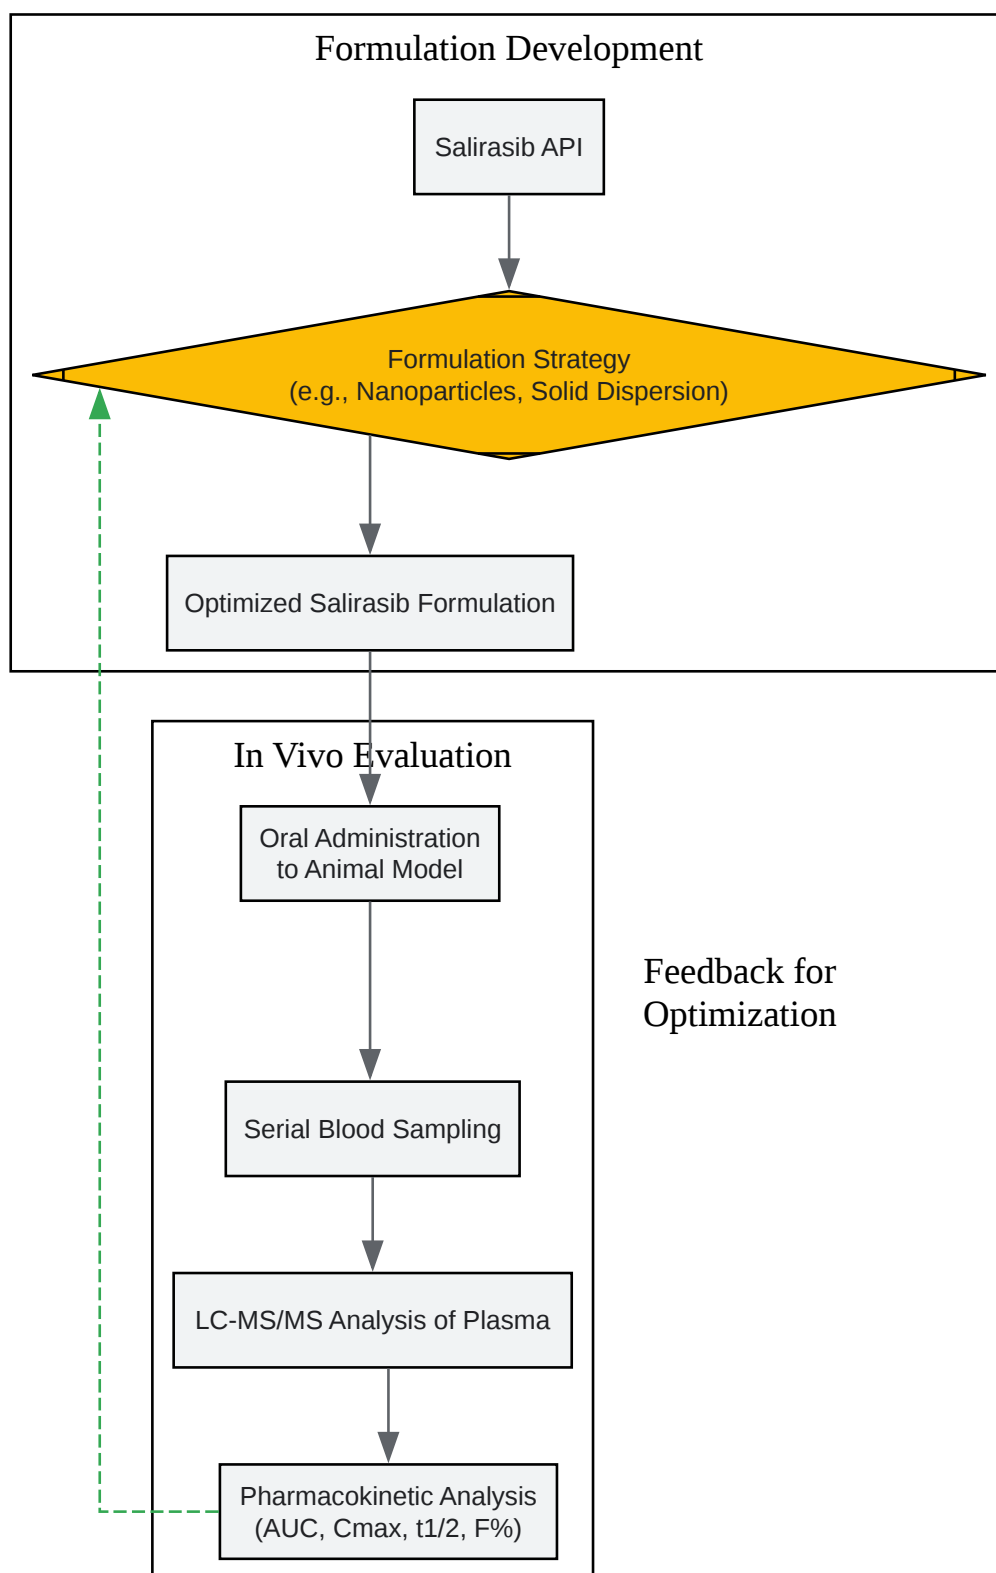 Formulation Development
Salirasib API
Formulation Strategy
(e.g., Nanoparticles, Solid Dispersion)
Optimized Salirasib Formulation
In Vivo Evaluation
Oral Administration
to Animal Model
Feedback for
Optimization
Serial Blood Sampling
LC-MS/MS Analysis of Plasma
Pharmacokinetic Analysis
(AUC, Cmax, t1/2, F%)